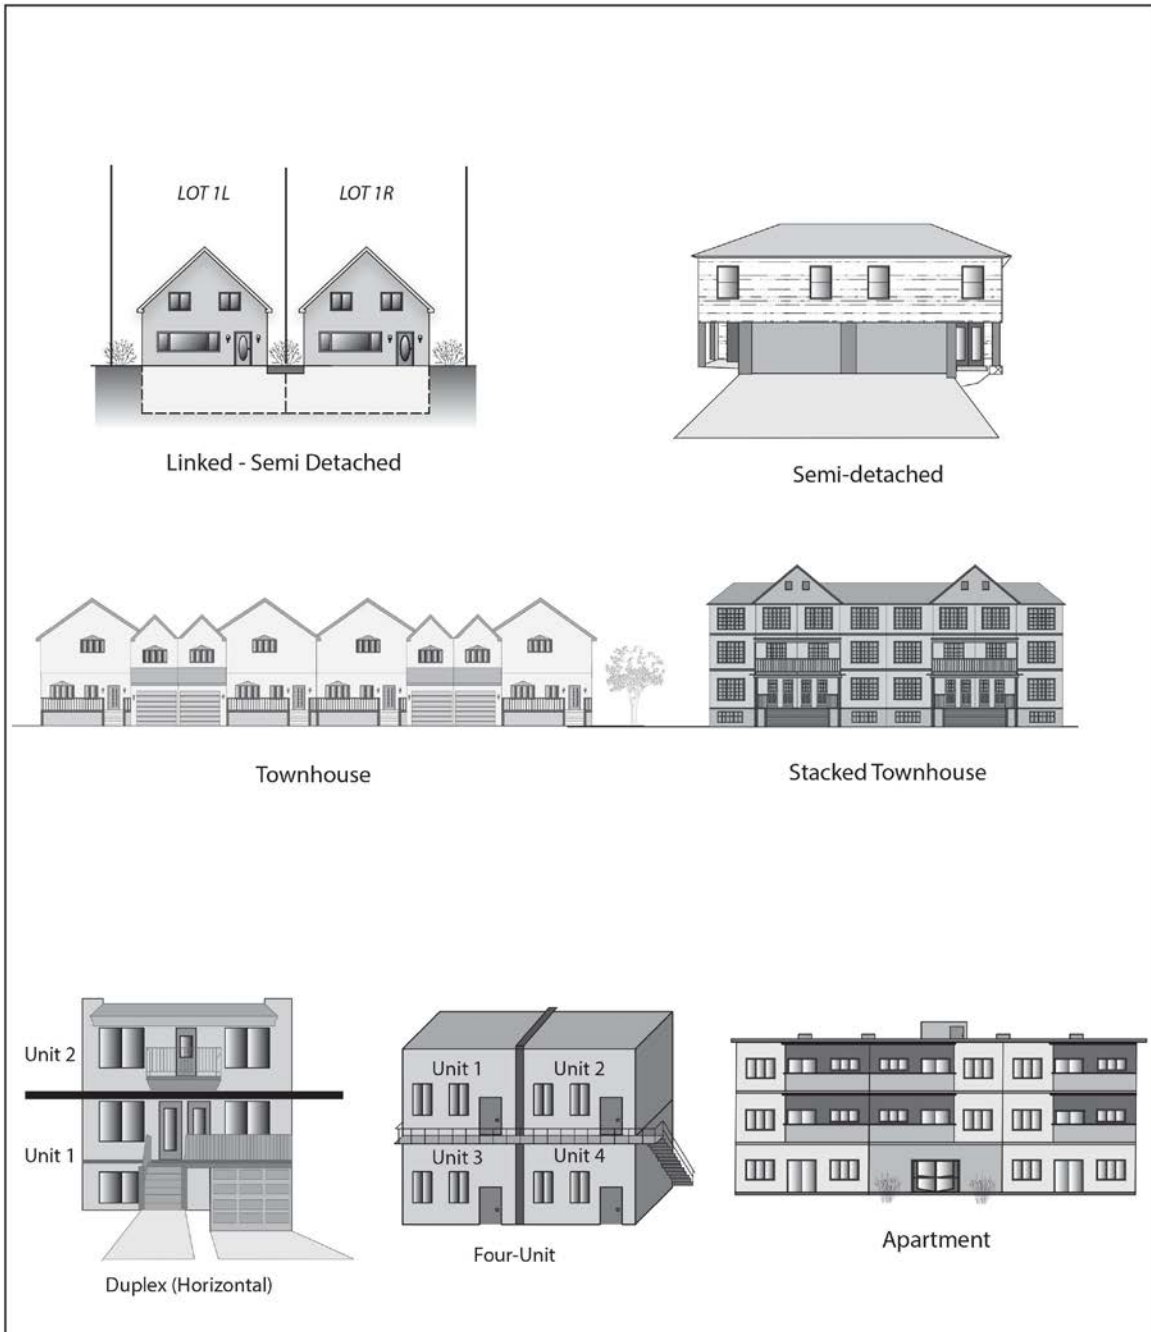 LOT 1L
LOT 1R
Linked - Semi Detached
Semi-detached
Townhouse
Stacked Townhouse
Unit 2
Unit 1
Duplex (Horizontal)
Unit 1
Unit 2
Unit 3
Unit 4
Four-Unit
Apartment